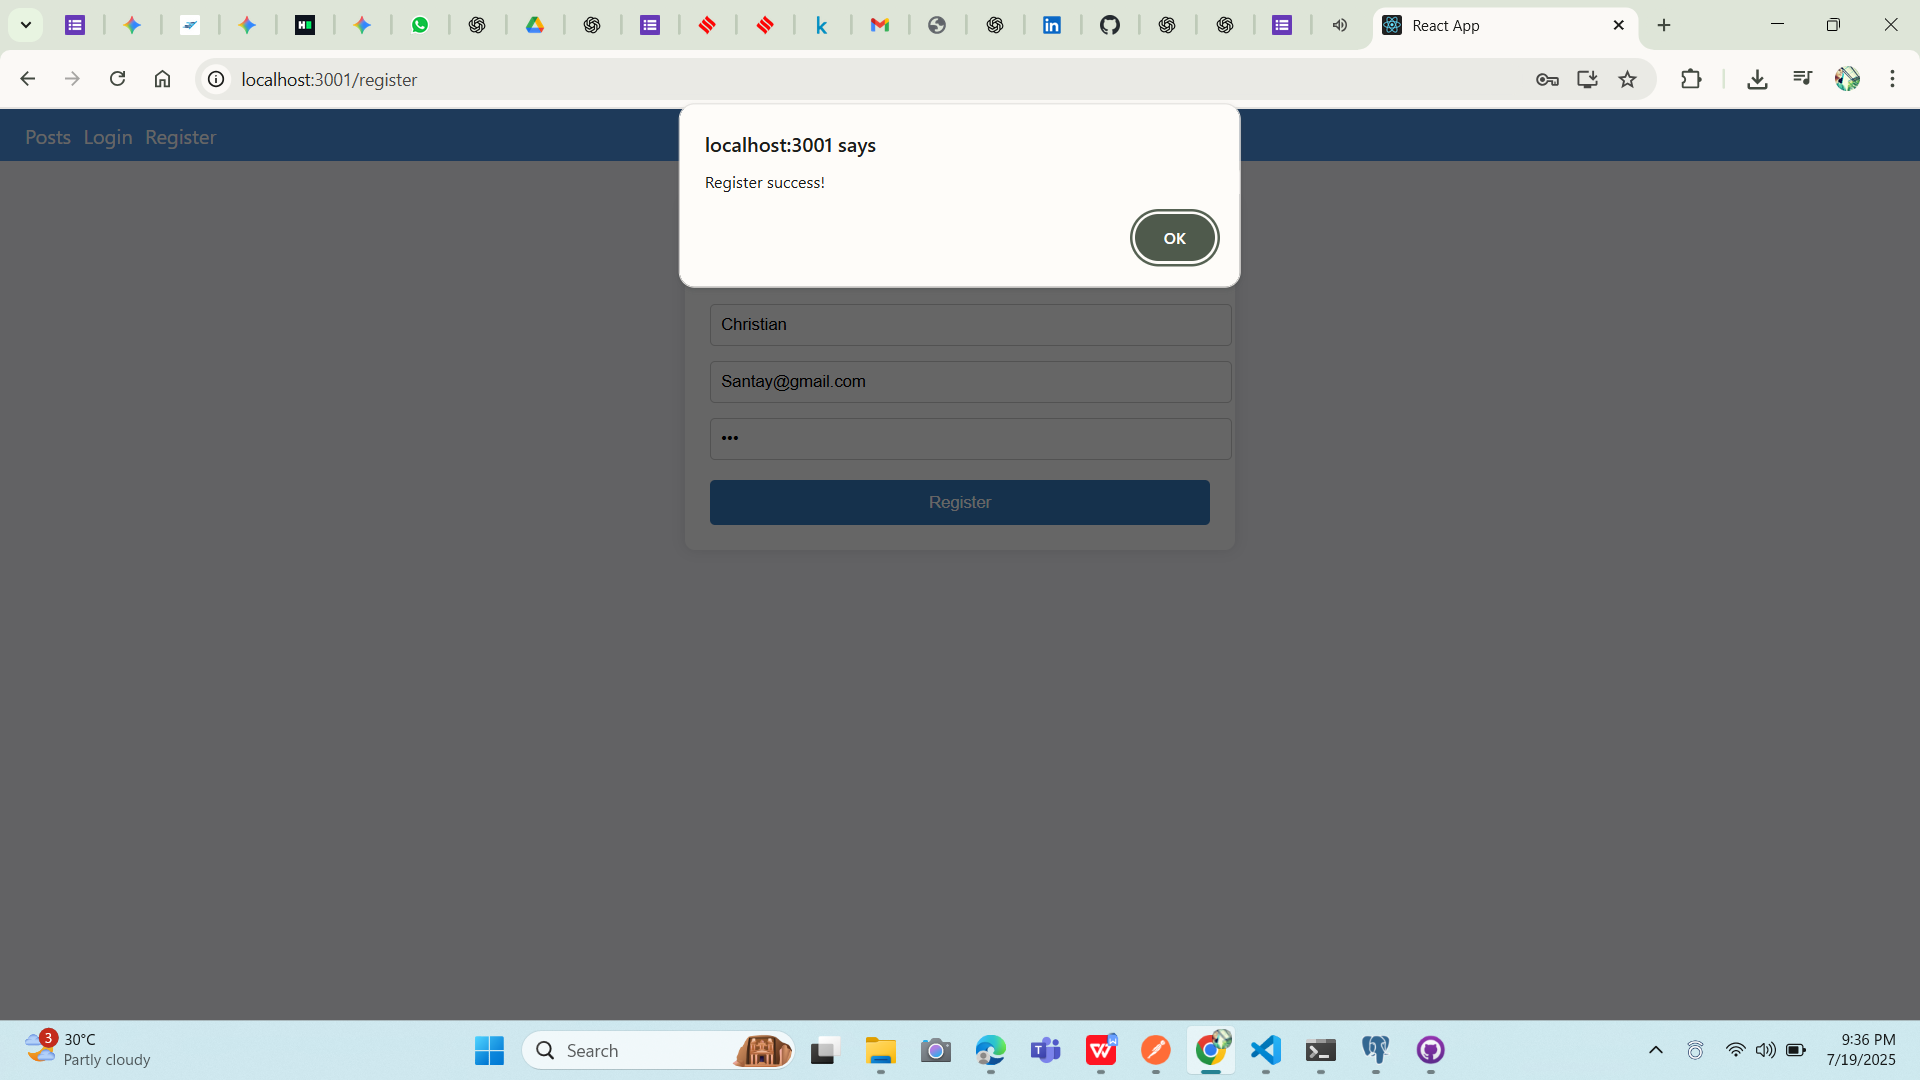 React App
localhost:3001/register
Posts Login Register
localhost:3001 says
Register success!
OK
Christian
Santay@gmail.com
•••
Register
3
30°C
Partly cloudy
Search
9:36 PM
7/19/2025